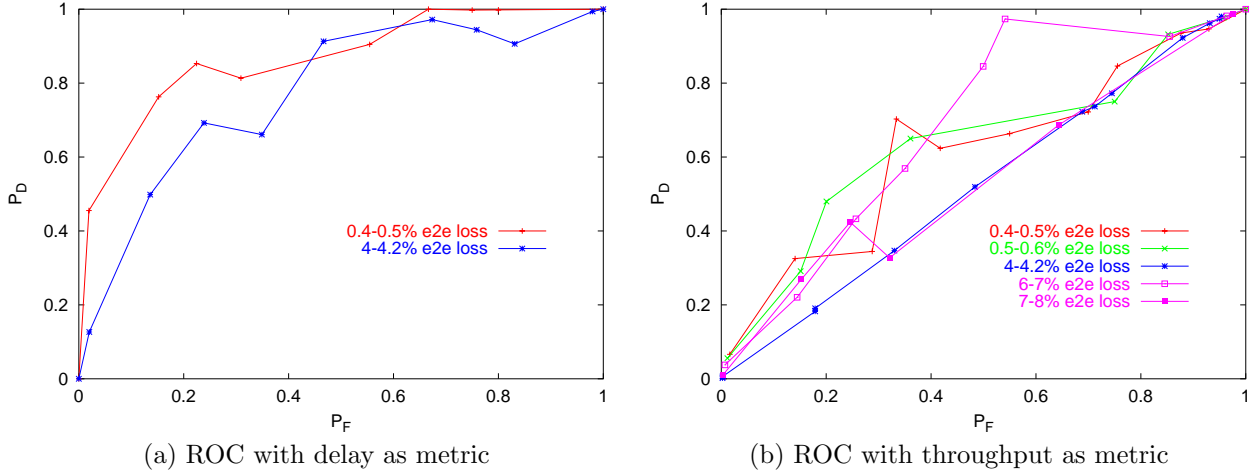 1
0.8
0.6
0.4
0.2
0
0 0.2 0.4 0.6 0.8 1
P_D
P_F
0.4-0.5% e2e loss
4-4.2% e2e loss
(a) ROC with delay as metric
1
0.8
0.6
0.4
0.2
0
0 0.2 0.4 0.6 0.8 1
P_D
P_F
0.4-0.5% e2e loss
0.5-0.6% e2e loss
4-4.2% e2e loss
6-7% e2e loss
7-8% e2e loss
(b) ROC with throughput as metric